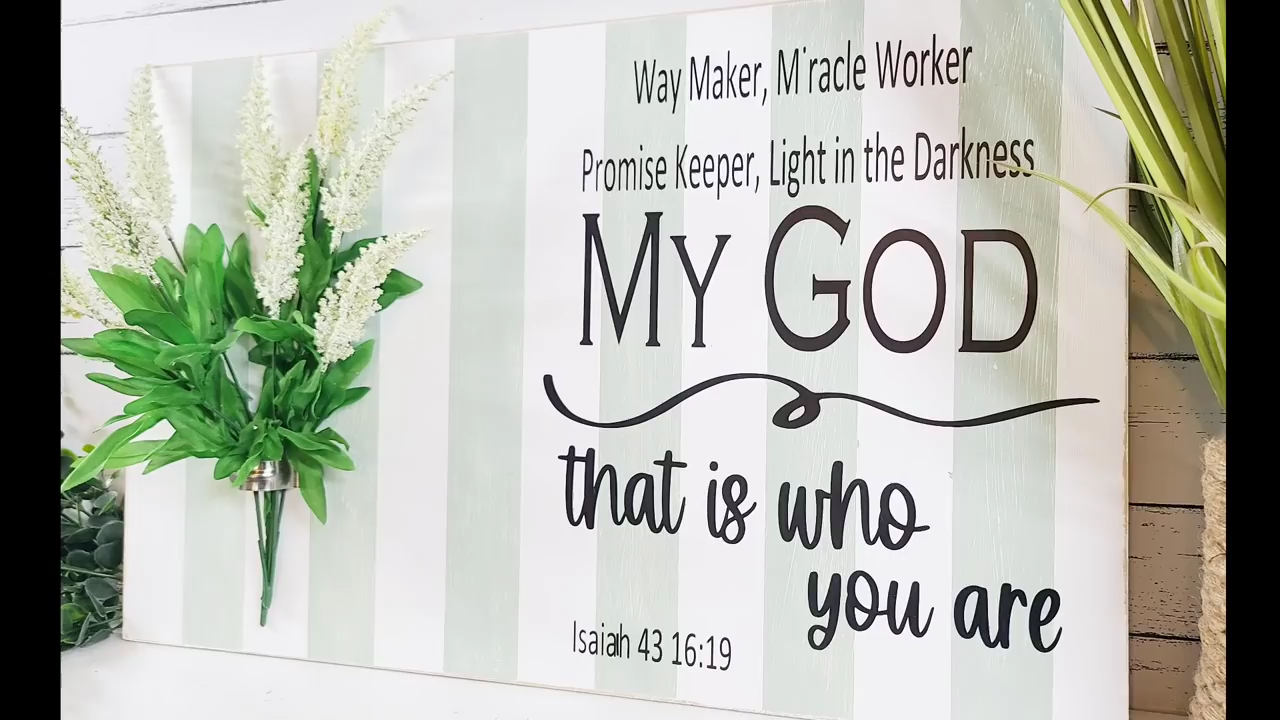 Way Maker, Miracle Worker
Promise Keeper, Light in the Darkness
MY GOD
that is who
you are
Isaiah 43 16:19